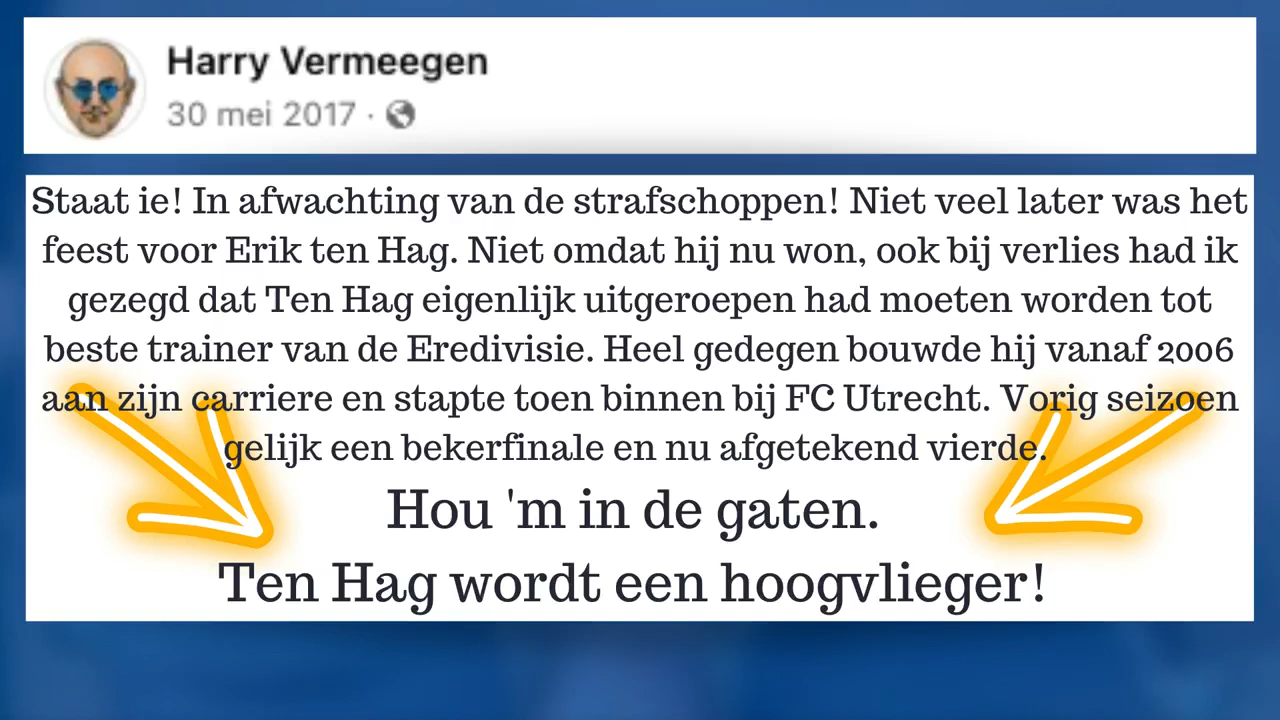 Harry Vermeegen
30 mei 2017 ·
Staat ie! In afwachting van de strafschoppen! Niet veel later was het
feest voor Erik ten Hag. Niet omdat hij nu won, ook bij verlies had ik
gezegd dat Ten Hag eigenlijk uitgeroepen had moeten worden tot
beste trainer van de Eredivisie. Heel gedegen bouwde hij vanaf 2006
aan zijn carriere en stapte toen binnen bij FC Utrecht. Vorig seizoen
gelijk een bekerfinale en nu afgetekend vierde.
Hou 'm in de gaten.
Ten Hag wordt een hoogvlieger!